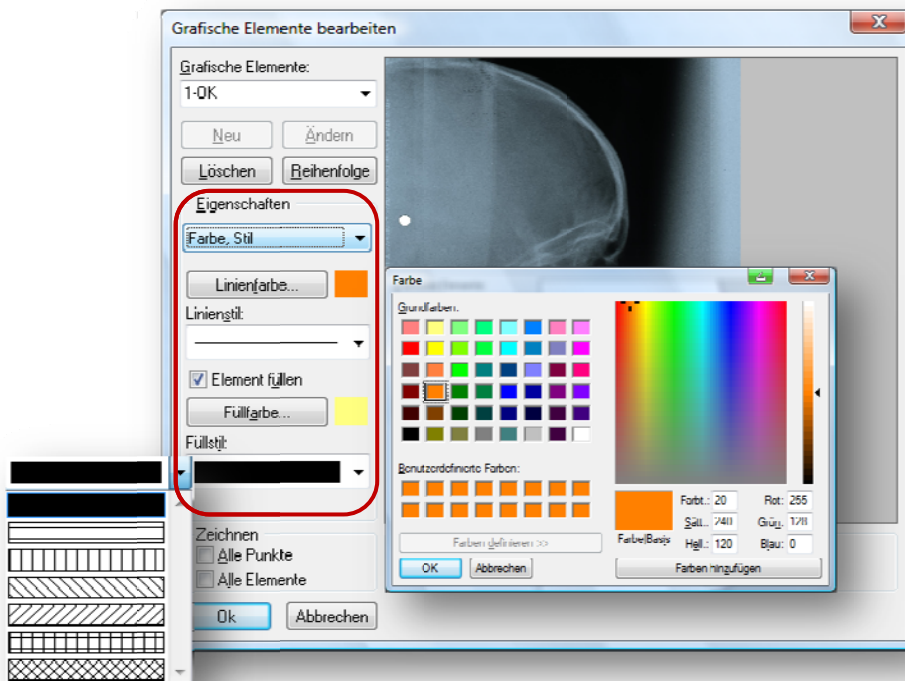 Grafische Elemente bearbeiten
Grafische Elemente:
1-OK
Neu
Ändern
Löschen
Reihenfolge
Eigenschaften
Farbe, Stil
Linienfarbe...
Linienstil:
Element füllen
Füllfarbe...
Füllstil:
Zeichnen
Alle Punkte
Alle Elemente
Ok
Abbrechen
Farbe
Grundfarben:
Benutzerdefinierte Farben:
Farben definieren >>
OK
Abbrechen
Farbe|Basis
Farbt.: 20
Rot: 255
Sätt.: 240
Grün.: 128
Hell.: 120
Blau: 0
Farben hinzufügen